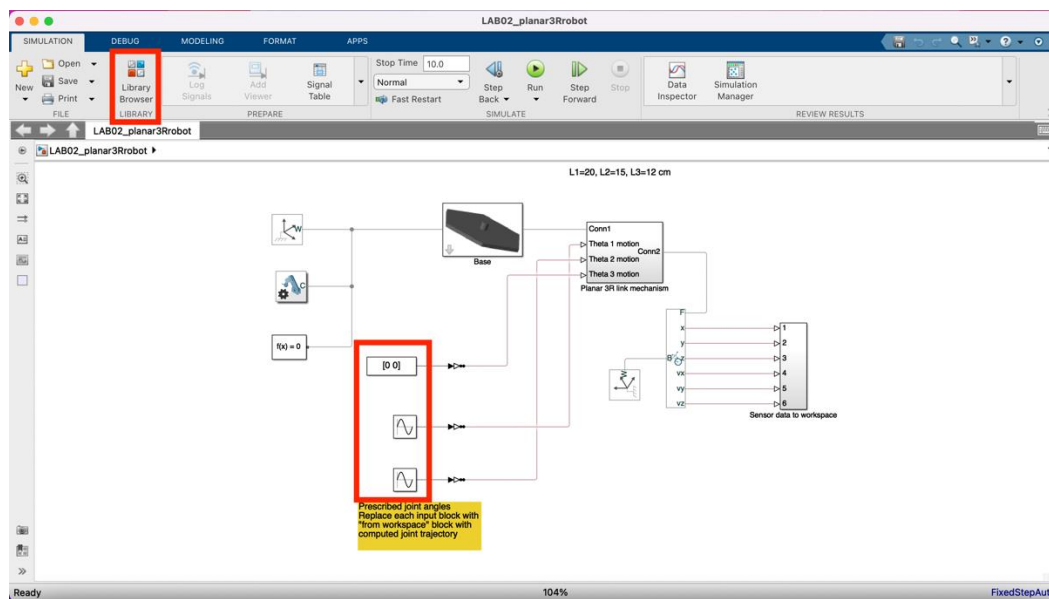 LAB02_planar3Rrobot
SIMULATION DEBUG MODELING FORMAT APPS
New
Open
Save
Print
FILE
Library
Browser
LIBRARY
Log
Signals
Add
Viewer
Signal
Table
PREPARE
Stop Time 10.0
Normal
Fast Restart
Step
Back
Run
Step
Forward
Stop
SIMULATE
Data
Inspector
Simulation
Manager
REVIEW RESULTS
LAB02_planar3Rrobot
LAB02_planar3Rrobot
L1=20, L2=15, L3=12 cm
W
Base
C
f(x) = 0
Conn1
Theta 1 motion
Conn2
Theta 2 motion
Theta 3 motion
Planar 3R link mechanism
[0 0]
F
x
y
B z
vx
vy
vz
W
1
2
3
4
5
6
Sensor data to workspace
Prescribed joint angles
Replace each input block with
"from workspace" block with
computed joint trajectory
Ready
104%
FixedStepAut